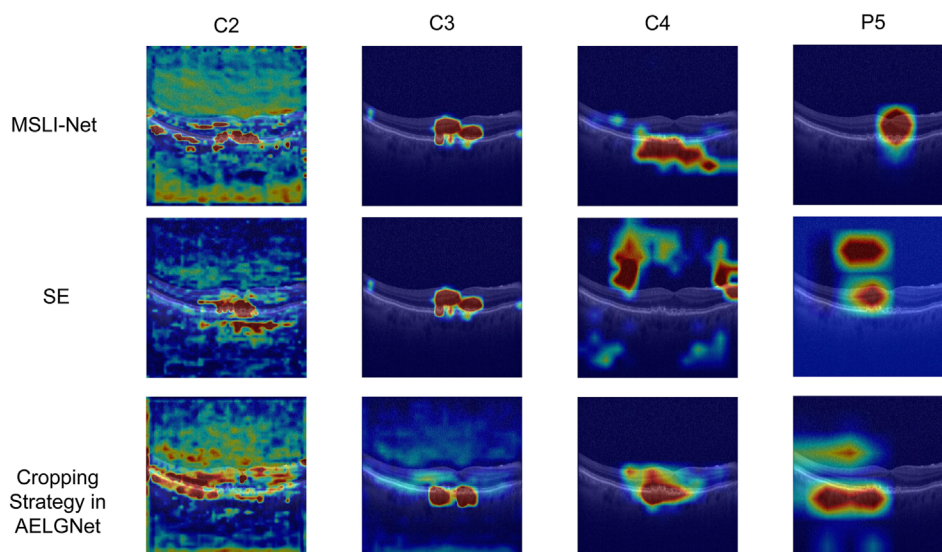 C2 C3 C4 P5
MSLI-Net
SE
Cropping
Strategy in
AELGNet